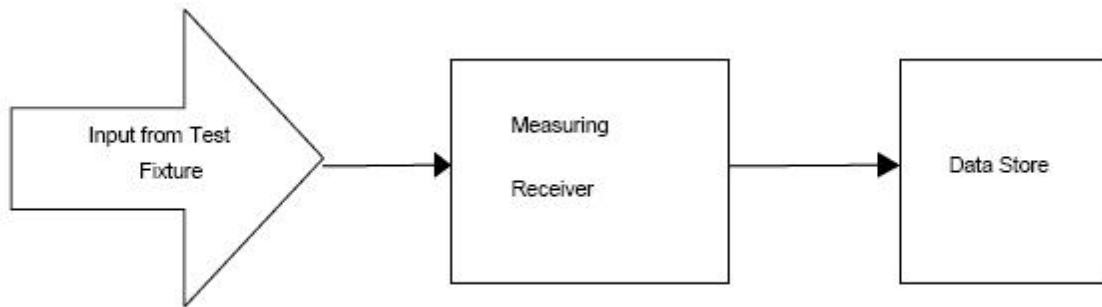 Input from Test
Fixture
Measuring
Receiver
Data Store